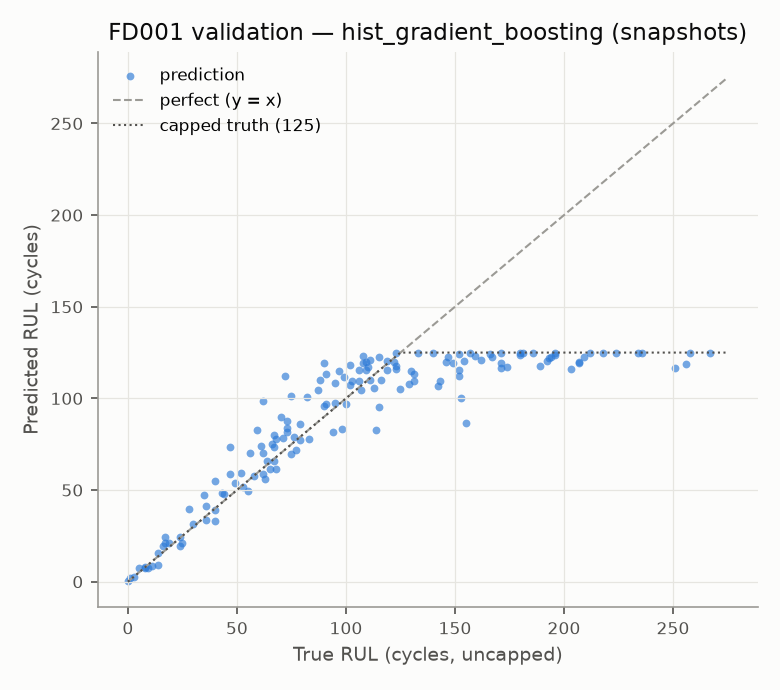 FD001 validation — hist_gradient_boosting (snapshots)
prediction
perfect (y = x)
capped truth (125)
Predicted RUL (cycles)
250
200
150
100
50
0
0 50 100 150 200 250
True RUL (cycles, uncapped)